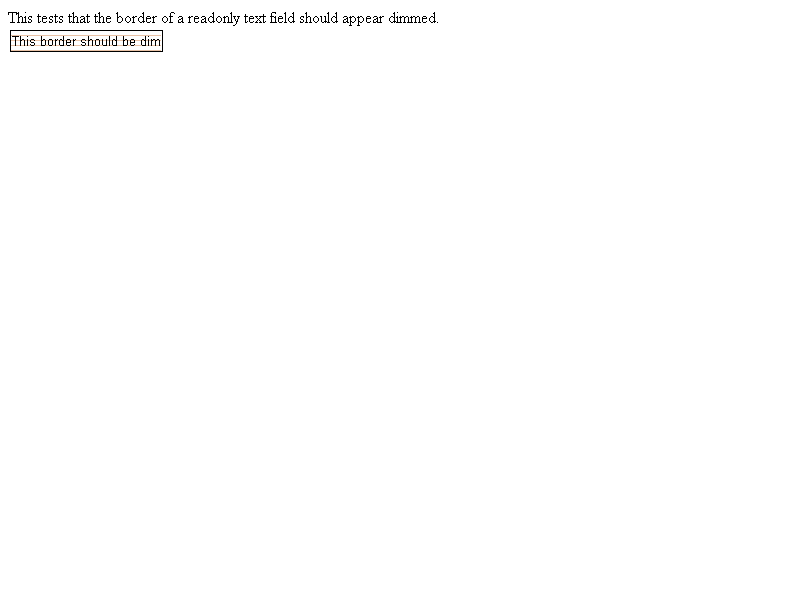 This tests that the border of a readonly text field should appear dimmed.
This border should be dim